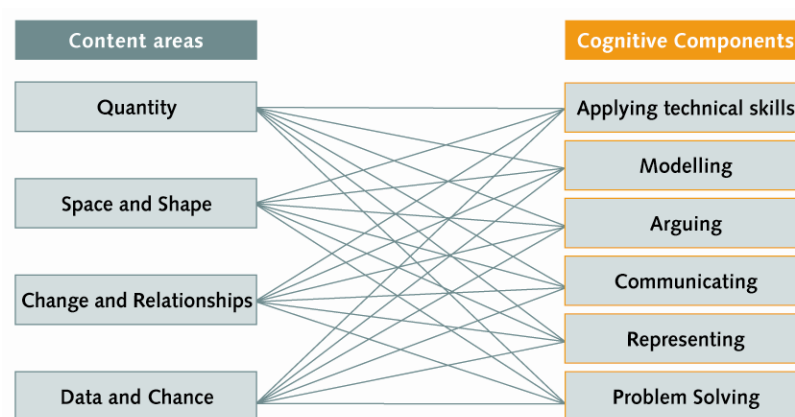 Content areas
Quantity
Space and Shape
Change and Relationships
Data and Chance
Cognitive Components
Applying technical skills
Modelling
Arguing
Communicating
Representing
Problem Solving